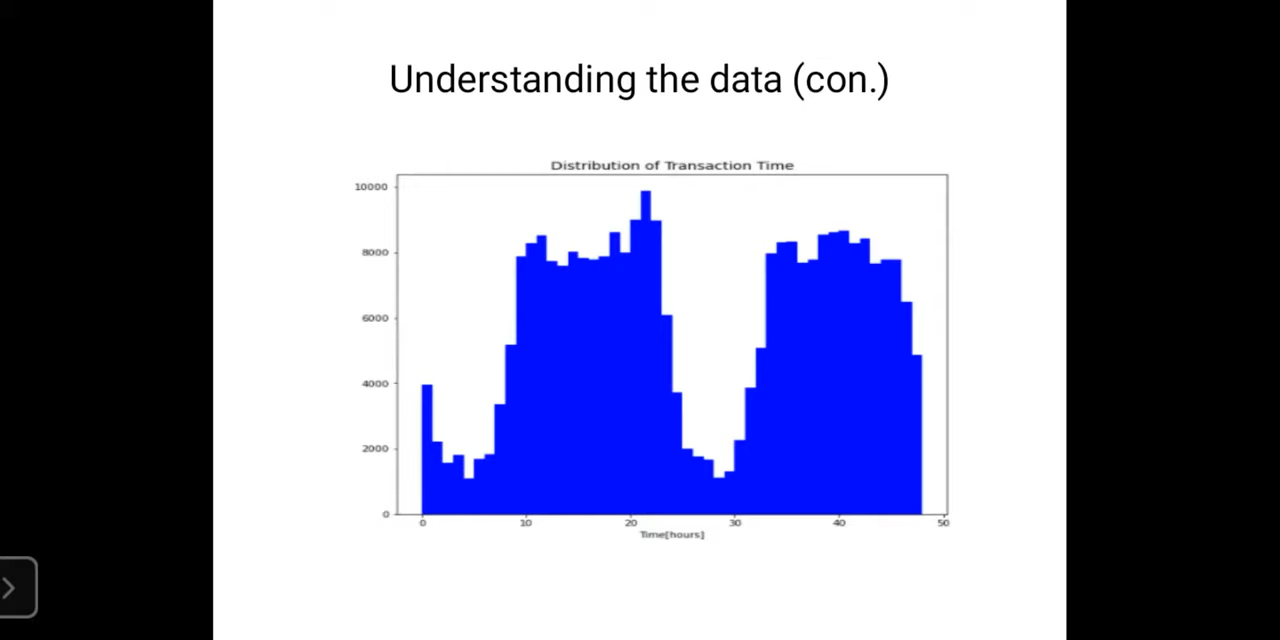 Understanding the data (con.)
Distribution of Transaction Time
10000
8000
6000
4000
2000
0
0 10 20 30 40 50
Time[hours]